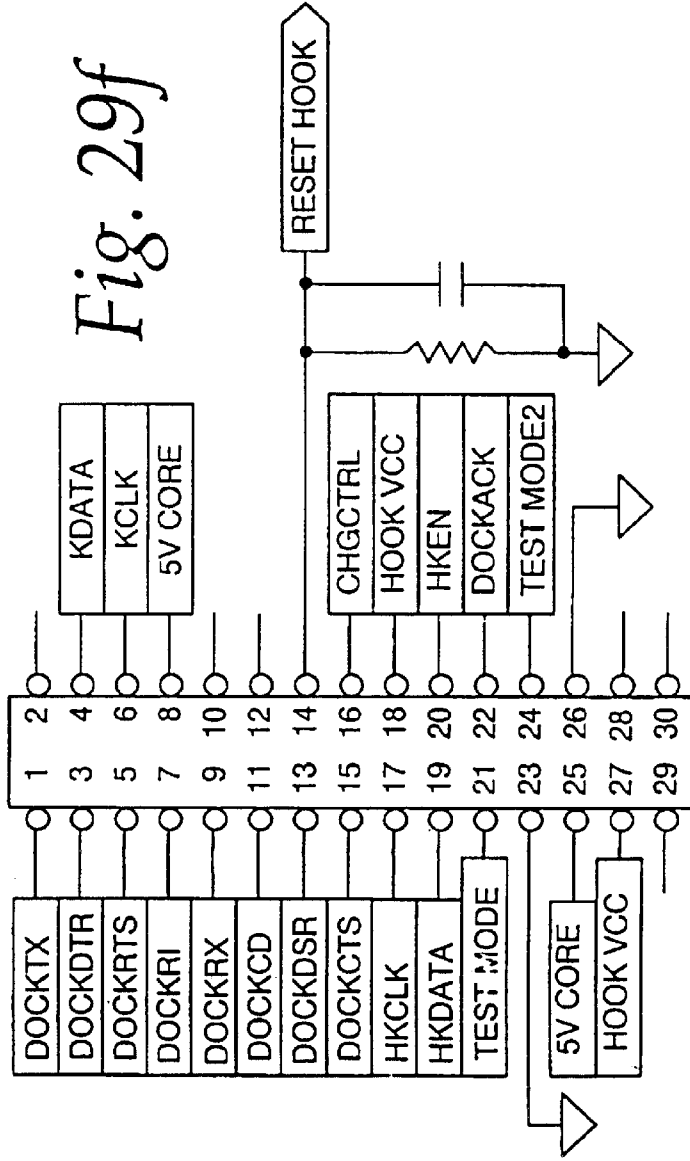 Fig. 29f
DOCKTX
DOCKDTR
DOCKRTS
DOCKRI
DOCKRX
DOCKCD
DOCKDSR
DOCKCTS
HKCLK
HKDATA
TEST MODE
5V CORE
HOOK VCC
1 2
3 4
5 6
7 8
9 10
11 12
13 14
15 16
17 18
19 20
21 22
23 24
25 26
27 28
29 30
KDATA
KCLK
5V CORE
RESET HOOK
CHGCTRL
HOOK VCC
HKEN
DOCKACK
TEST MODE2